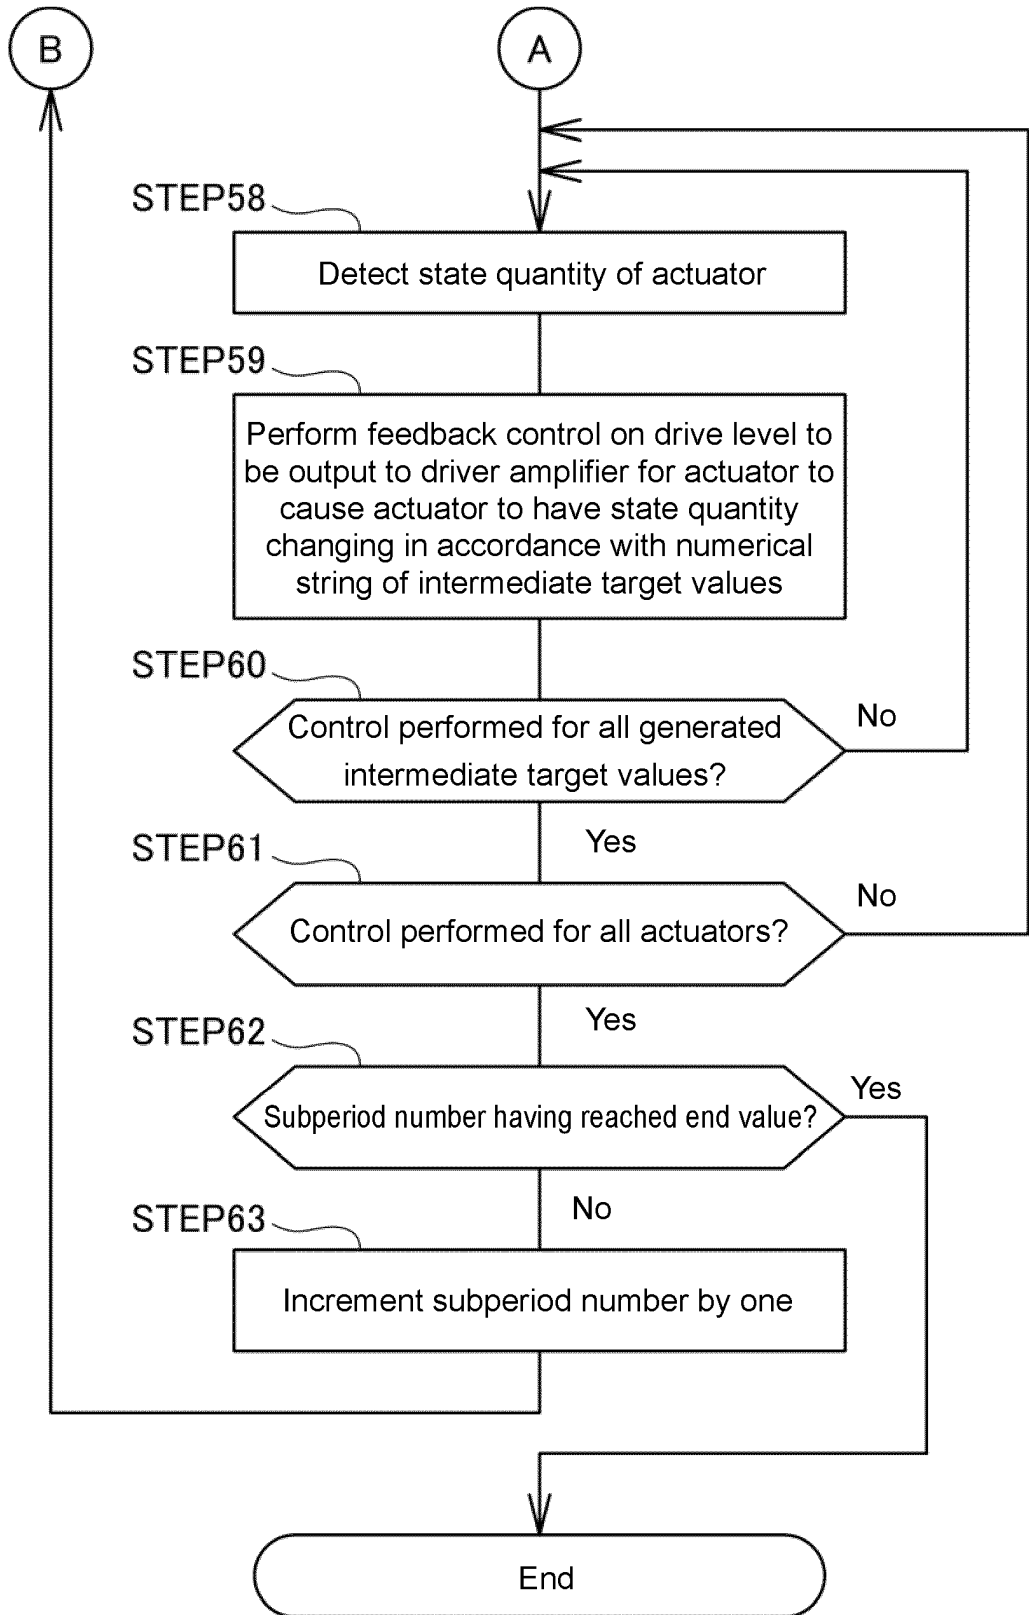 B
A
STEP58
Detect state quantity of actuator
STEP59
Perform feedback control on drive level to
be output to driver amplifier for actuator to
cause actuator to have state quantity
changing in accordance with numerical
string of intermediate target values
STEP60
Control performed for all generated
intermediate target values?
No
Yes
STEP61
Control performed for all actuators?
No
Yes
STEP62
Subperiod number having reached end value?
Yes
No
STEP63
Increment subperiod number by one
End